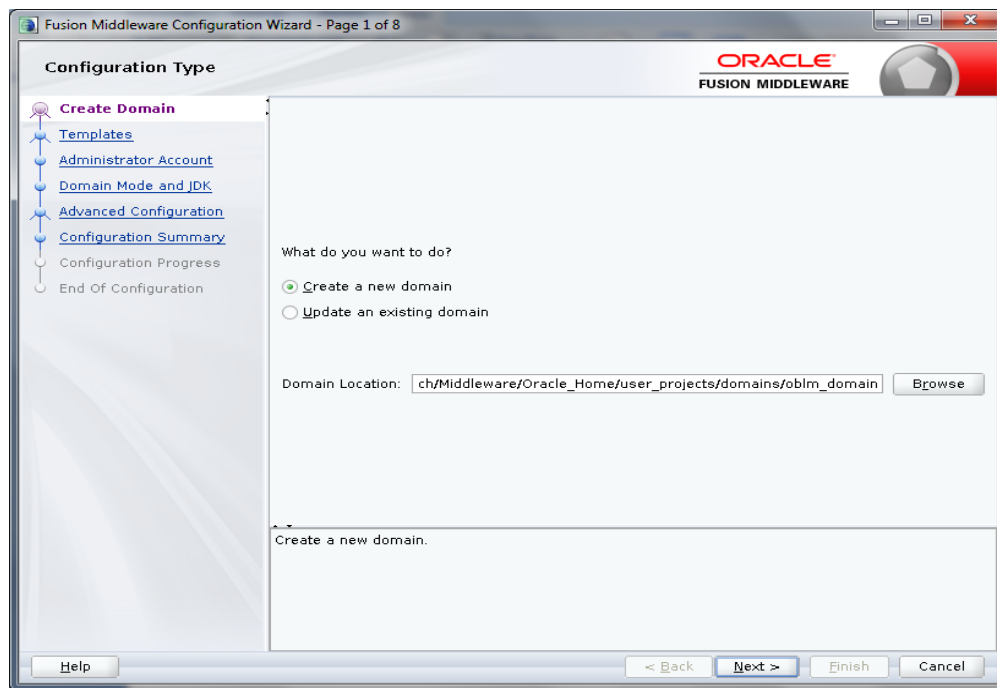 Fusion Middleware Configuration Wizard - Page 1 of 8
Configuration Type
ORACLE
FUSION MIDDLEWARE
Create Domain
Templates
Administrator Account
Domain Mode and JDK
Advanced Configuration
Configuration Summary
Configuration Progress
End Of Configuration
What do you want to do?
Create a new domain
Update an existing domain
Domain Location: ch/Middleware/Oracle_Home/user_projects/domains/oblm_domain Browse
Create a new domain.
Help < Back Next > Finish Cancel